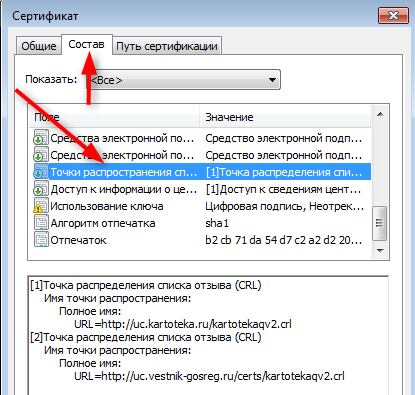 Сертификат
Общие Состав Путь сертификации
Показать: <Все>
Поле Значение
Средства электронной по... Средство электронной подп...
Средства электронной по... Средство электронной подп...
Точки распространения сп... [1]Точка распределения спи...
Доступ к информации о це... [1]Доступ к сведениям цент...
Использование ключа Цифровая подпись, Неотрек...
Алгоритм отпечатка sha1
Отпечаток b2 cb 71 da 54 d7 c2 a2 d2 20...
[1]Точка распределения списка отзыва (CRL)
Имя точки распространения:
Полное имя:
URL=http://uc.kartoteka.ru/kartotekaqv2.crl
[2]Точка распределения списка отзыва (CRL)
Имя точки распространения:
Полное имя:
URL=http://uc.vestnik-gosreg.ru/certs/kartotekaqv2.crl